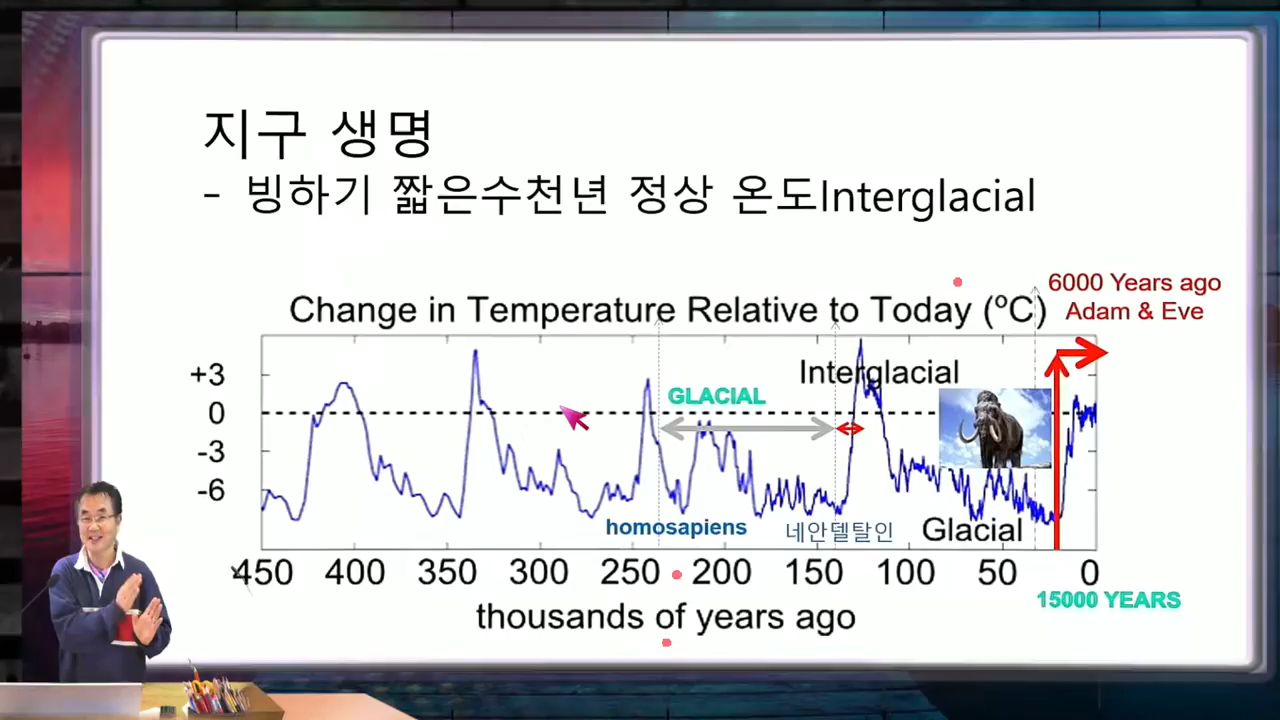 지구 생명
- 빙하기 짧은수천년 정상 온도Interglacial
6000 Years ago
Adam & Eve
Change in Temperature Relative to Today (ºC)
+3
0
-3
-6
Interglacial
GLACIAL
homosapiens
네안델탈인
Glacial
450 400 350 300 250 200 150 100 50 0
15000 YEARS
thousands of years ago